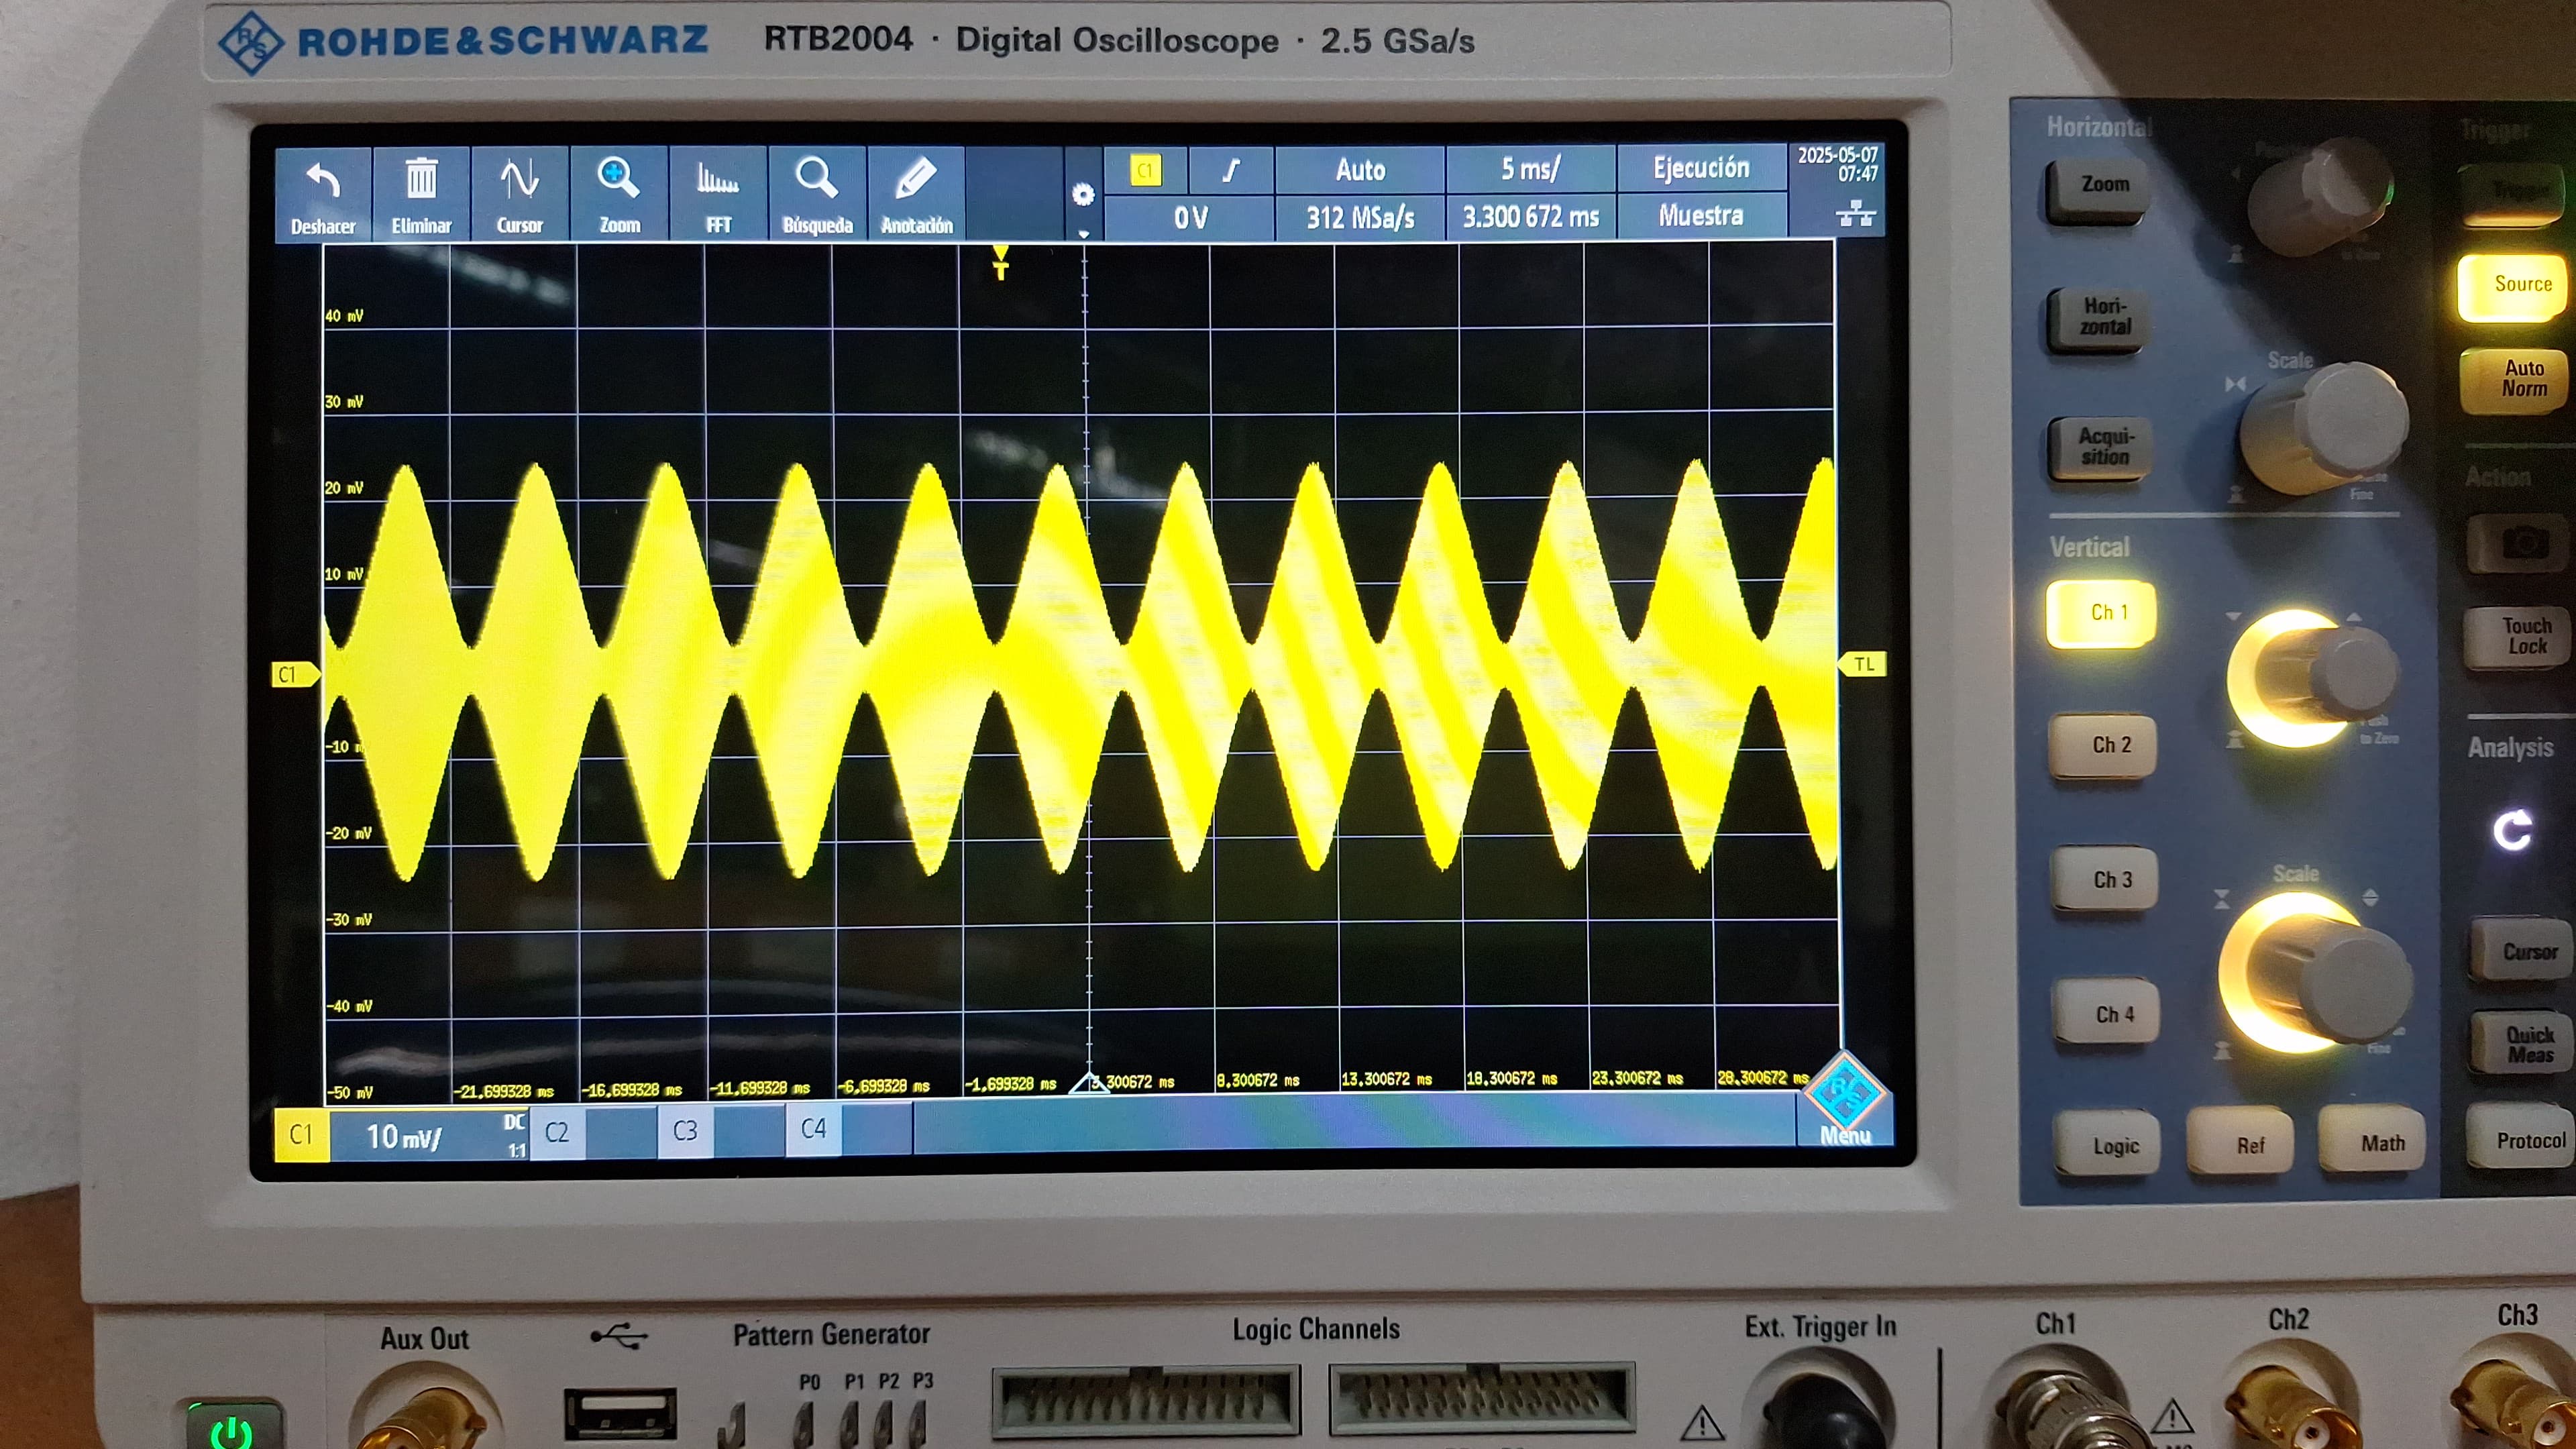 ROHDE&SCHWARZ RTB2004 · Digital Oscilloscope · 2.5 GSa/s
Deshacer Eliminar Cursor Zoom FFT Búsqueda Anotación
C1 Auto 5 ms/ Ejecución 2025-05-07
07:47
0 V 312 MSa/s 3.300 672 ms Muestra
T
40 mV
30 mV
20 mV
10 mV
C1
TL
-10
-20 mV
-30 mV
-40 mV
-50 mV
-21.699328 ms -16.699328 ms -11.699328 ms -6.699328 ms -1.699328 ms 3.300672 ms 8.300672 ms 13.300672 ms 18.300672 ms 23.300672 ms 28.300672 ms
C1 10 mV/ DC
1:1
C2 C3 C4
Menu
Horizontal
Zoom
Hori-
zontal
Scale
Acqui-
sition
Fine
Vertical
Ch 1
Ch 2
to Zero
Ch 3
Scale
Ch 4
Fine
Logic Ref Math
Trigger
Trigger
Source
Auto
Norm
Action
Touch
Lock
Analysis
Cursor
Quick
Meas
Protocol
Aux Out Pattern Generator Logic Channels Ext. Trigger In Ch1 Ch2 Ch3
P0 P1 P2 P3